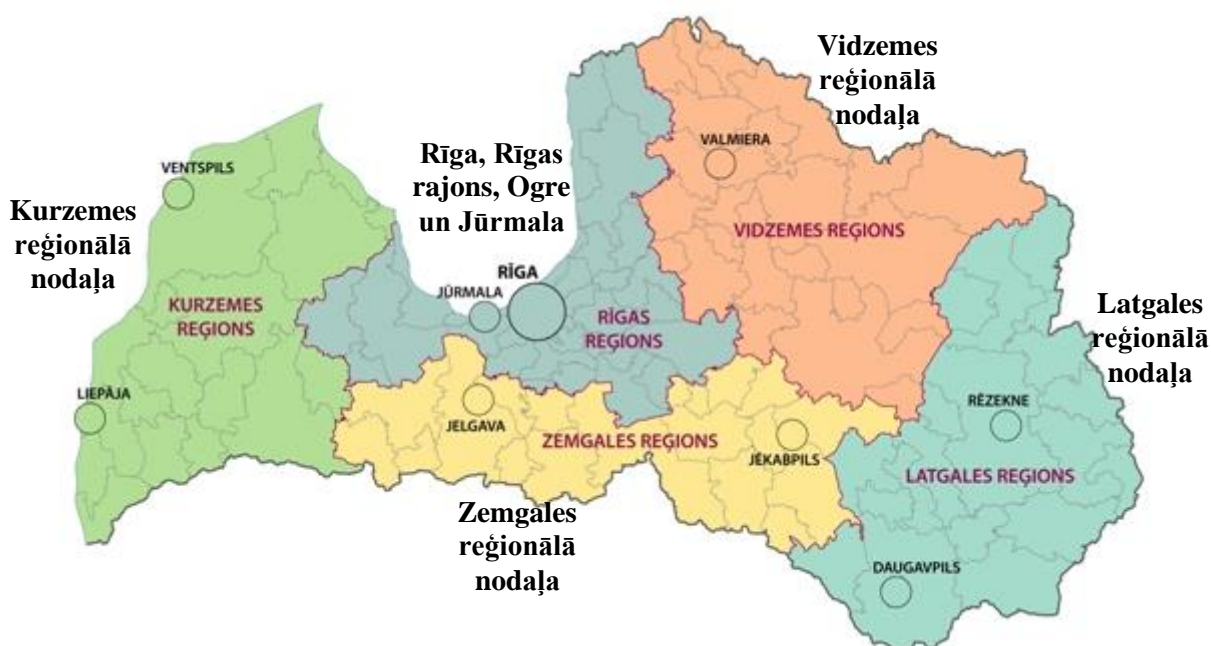 Vidzemes
reģionālā
nodaļa
VALMIERA
VIDZEMES REĢIONS
Rīga, Rīgas
rajons, Ogre
un Jūrmala
VENTSPILS
Kurzemes
reģionālā
nodaļa
KURZEMES
REĢIONS
LIEPĀJA
RĪGA
JŪRMALA
RĪGAS
REĢIONS
Latgales
reģionālā
nodaļa
RĒZEKNE
LATGALES REĢIONS
DAUGAVPILS
JELGAVA
ZEMGALES REĢIONS
JĒKABPILS
Zemgales
reģionālā
nodaļa